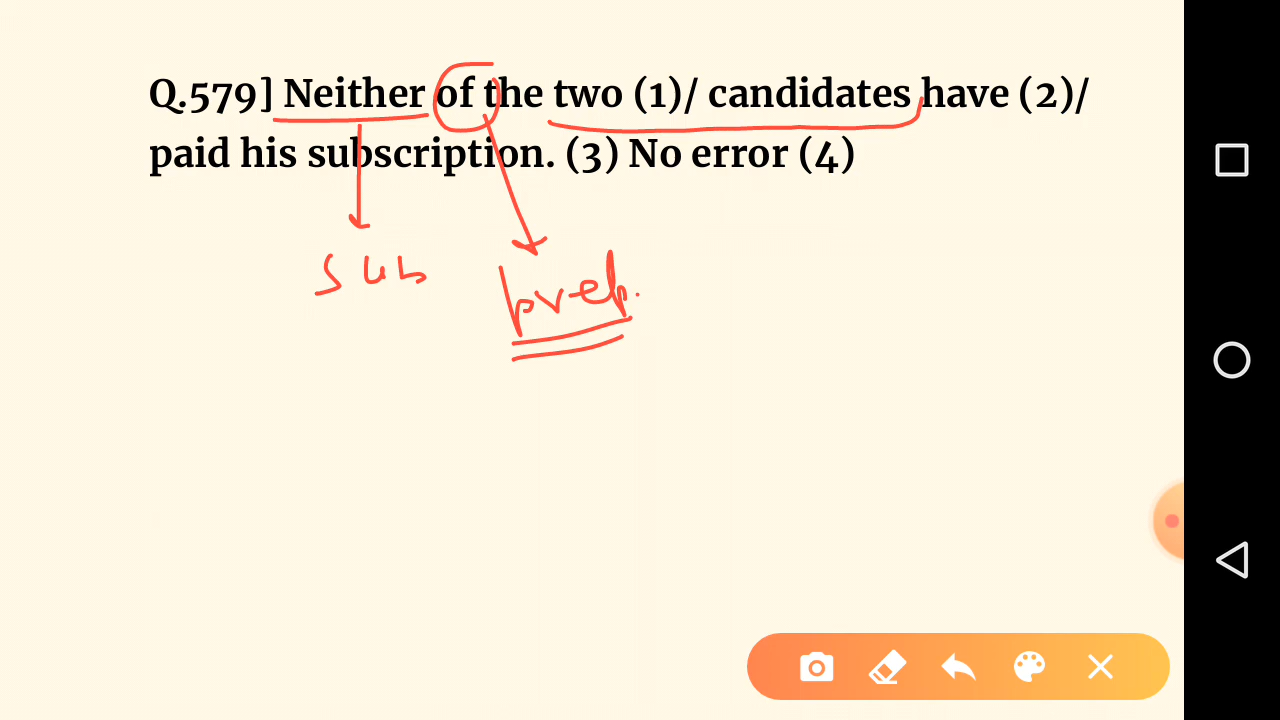 Q.579] Neither of the two (1)/ candidates have (2)/
paid his subscription. (3) No error (4)
sub
prep.